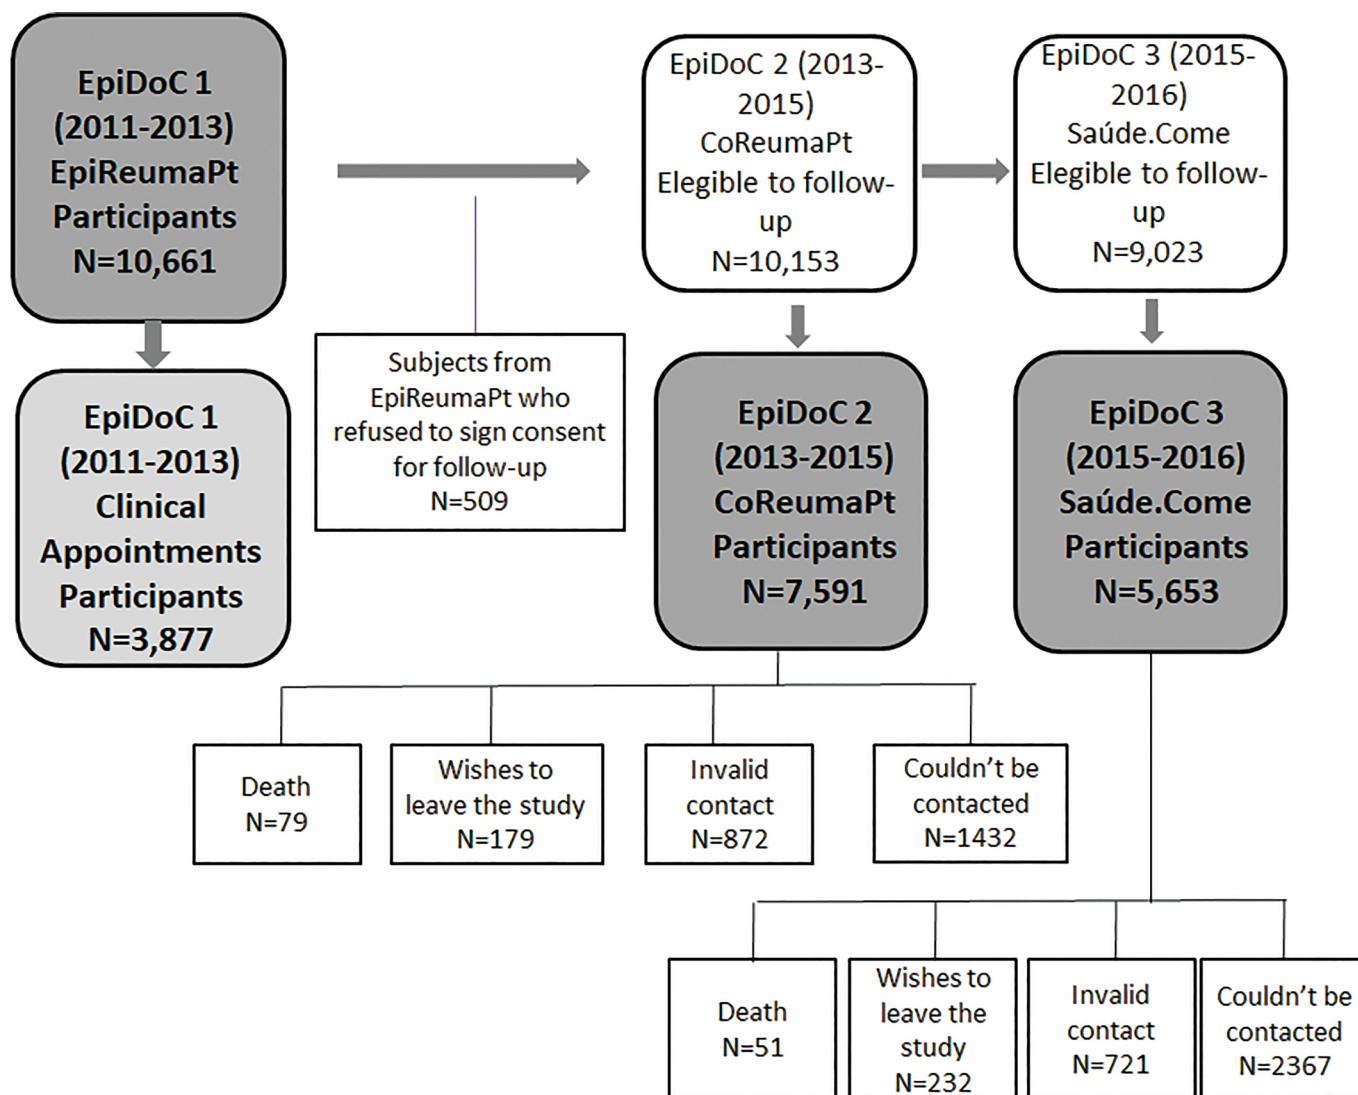 EpiDoC 1
(2011-2013)
EpiReumaPt
Participants
N=10,661
EpiDoC 2 (2013-
2015)
CoReumaPt
Elegible to follow-
up
N=10,153
EpiDoC 3 (2015-
2016)
Saúde.Come
Elegible to follow-
up
N=9,023
EpiDoC 1
(2011-2013)
Clinical
Appointments
Participants
N=3,877
Subjects from
EpiReumaPt who
refused to sign consent
for follow-up
N=509
EpiDoC 2
(2013-2015)
CoReumaPt
Participants
N=7,591
EpiDoC 3
(2015-2016)
Saúde.Come
Participants
N=5,653
Death
N=79
Wishes to
leave the study
N=179
Invalid
contact
N=872
Couldn’t be
contacted
N=1432
Death
N=51
Wishes to
leave the
study
N=232
Invalid
contact
N=721
Couldn’t be
contacted
N=2367